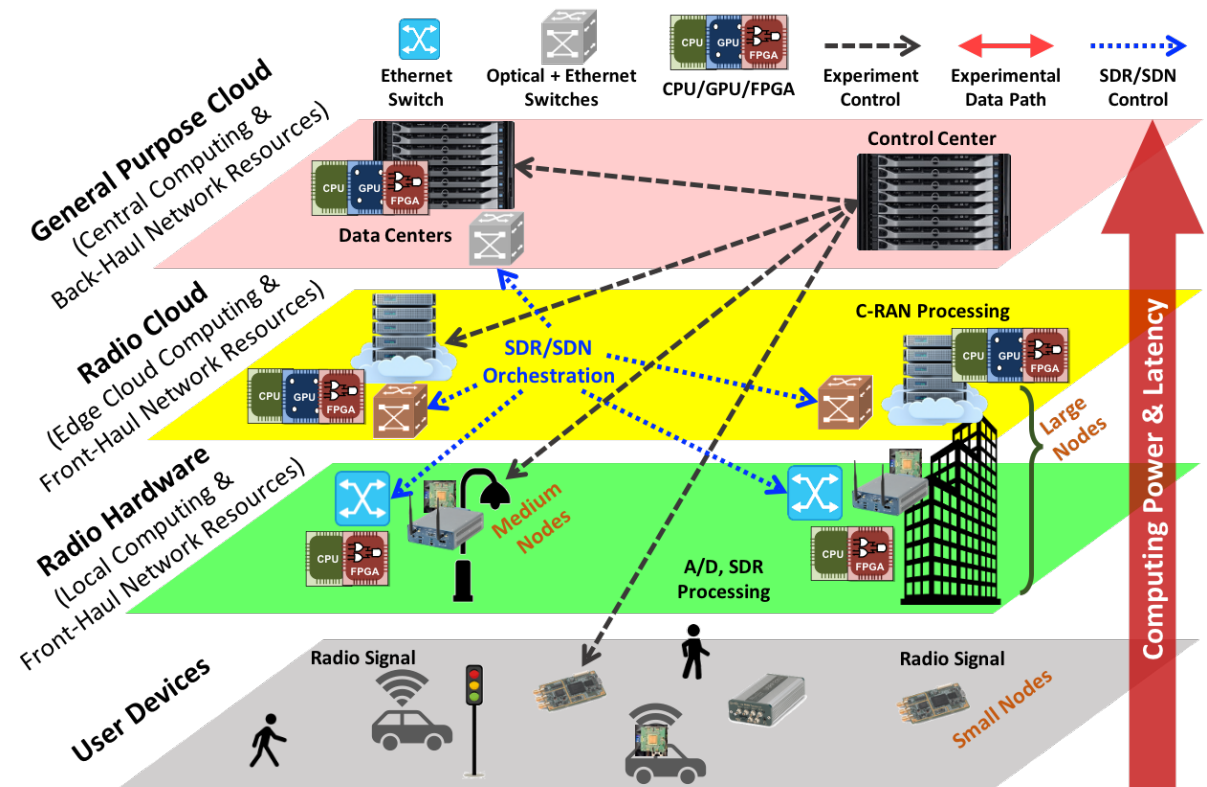 Ethernet
Switch
Optical + Ethernet
Switches
CPU
GPU
FPGA
CPU/GPU/FPGA
Experiment
Control
Experimental
Data Path
SDR/SDN
Control
General Purpose Cloud
(Central Computing &
Back-Haul Network Resources)
CPU
GPU
FPGA
Data Centers
Control Center
Radio Cloud
(Edge Cloud Computing &
Front-Haul Network Resources)
CPU
GPU
FPGA
SDR/SDN
Orchestration
C-RAN Processing
CPU
GPU
FPGA
Large
Nodes
Radio Hardware
(Local Computing &
Front-Haul Network Resources)
CPU
FPGA
Medium
Nodes
A/D, SDR
Processing
CPU
FPGA
User Devices
Radio Signal
Radio Signal
Small Nodes
Computing Power & Latency